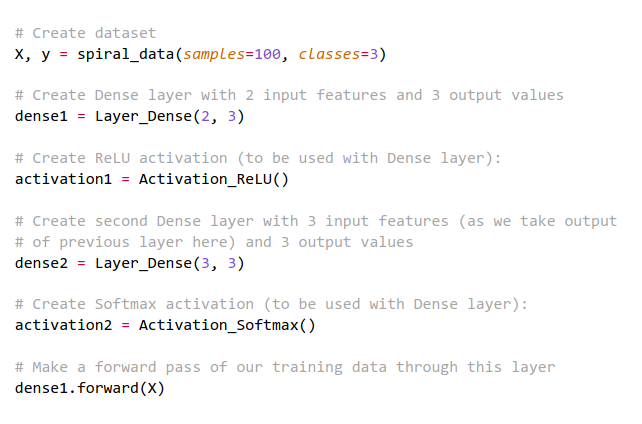 # Create dataset
X, y = spiral_data(samples=100, classes=3)
# Create Dense layer with 2 input features and 3 output values
dense1 = Layer_Dense(2, 3)
# Create ReLU activation (to be used with Dense layer):
activation1 = Activation_ReLU()
# Create second Dense layer with 3 input features (as we take output
# of previous layer here) and 3 output values
dense2 = Layer_Dense(3, 3)
# Create Softmax activation (to be used with Dense layer):
activation2 = Activation_Softmax()
# Make a forward pass of our training data through this layer
dense1.forward(X)